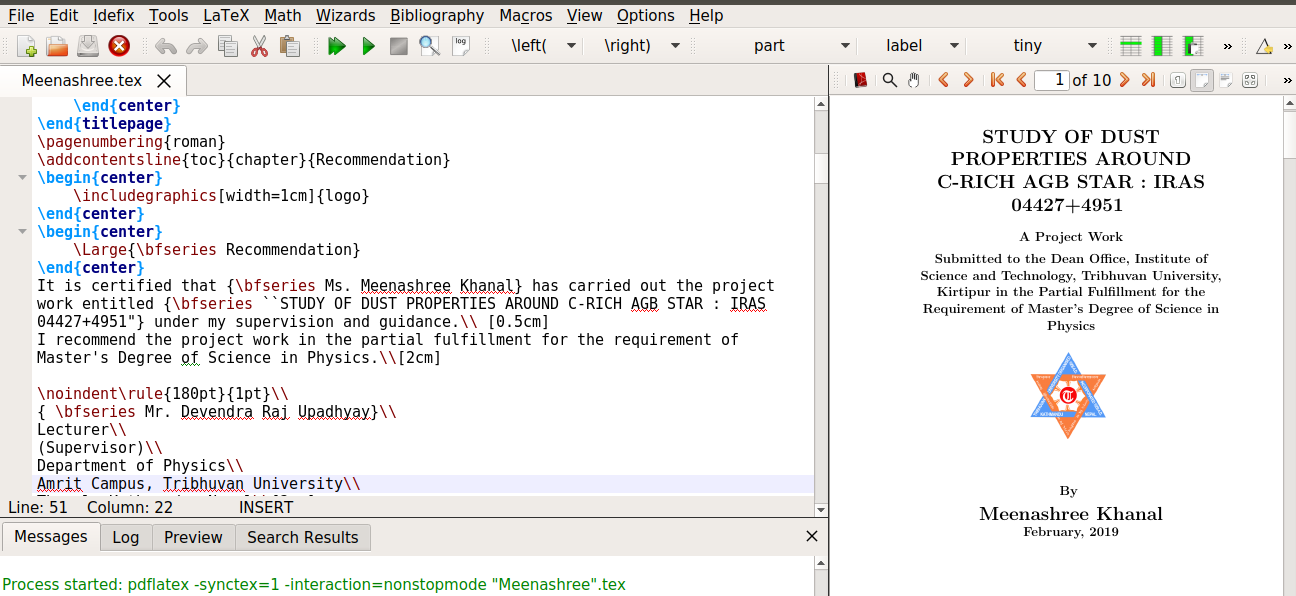 File Edit Idefix Tools LaTeX Math Wizards Bibliography Macros View Options Help
log \left( \right) part label tiny » »
Meenashree.tex
\end{center}
\end{titlepage}
\pagenumbering{roman}
\addcontentsline{toc}{chapter}{Recommendation}
\begin{center}
\includegraphics[width=1cm]{logo}
\end{center}
\begin{center}
\Large{\bfseries Recommendation}
\end{center}
It is certified that {\bfseries Ms. Meenashree Khanal} has carried out the project
work entitled {\bfseries ``STUDY OF DUST PROPERTIES AROUND C-RICH AGB STAR : IRAS
04427+4951"} under my supervision and guidance.\\ [0.5cm]
I recommend the project work in the partial fulfillment for the requirement of
Master's Degree of Science in Physics.\\[2cm]
\noindent\rule{180pt}{1pt}\\
{ \bfseries Mr. Devendra Raj Upadhyay}\\
Lecturer\\
(Supervisor)\\
Department of Physics\\
Amrit Campus, Tribhuvan University\\
Line: 51 Column: 22 INSERT
Messages Log Preview Search Results
Process started: pdflatex -synctex=1 -interaction=nonstopmode "Meenashree".tex
1 of 10 »
STUDY OF DUST
PROPERTIES AROUND
C-RICH AGB STAR : IRAS
04427+4951
A Project Work
Submitted to the Dean Office, Institute of
Science and Technology, Tribhuvan University,
Kirtipur in the Partial Fulfillment for the
Requirement of Master's Degree of Science in
Physics
By
Meenashree Khanal
February, 2019